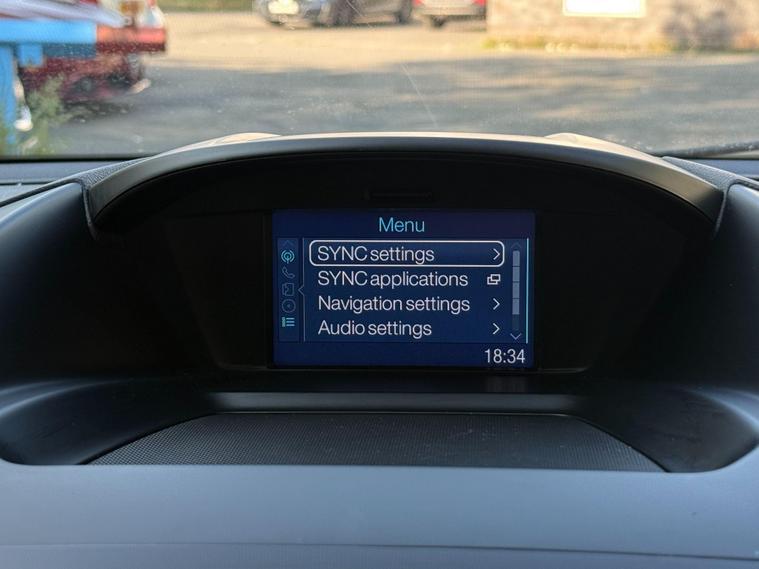 Menu
SYNC settings
SYNC applications
Navigation settings
Audio settings
18:34